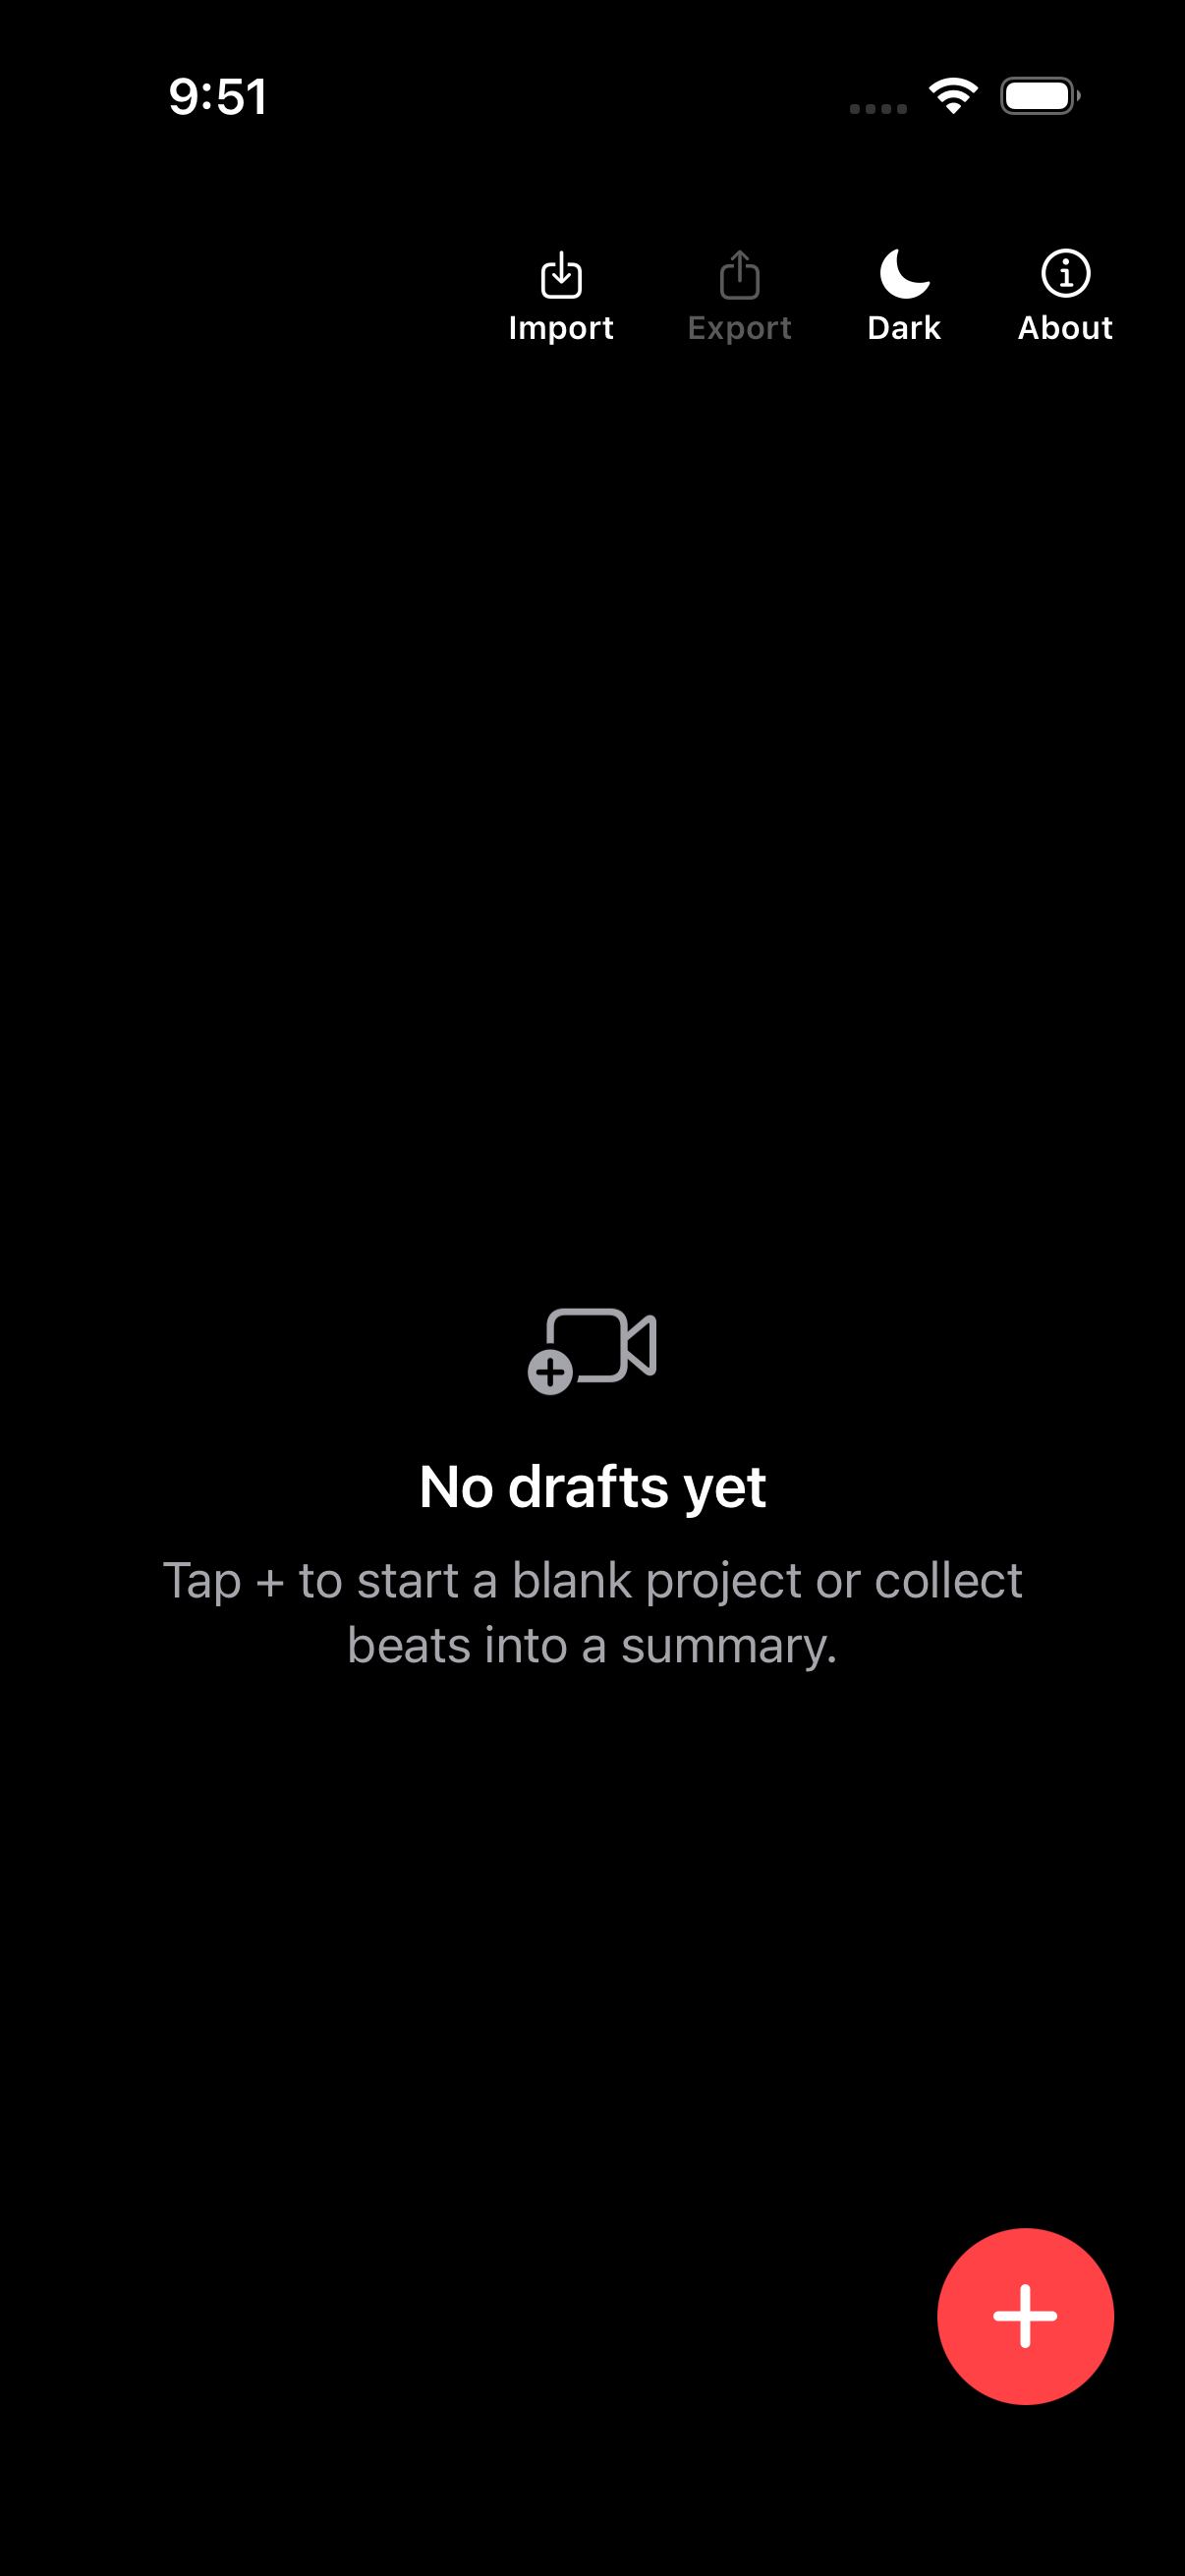 9:51
Import Export Dark About
No drafts yet
Tap + to start a blank project or collect
beats into a summary.